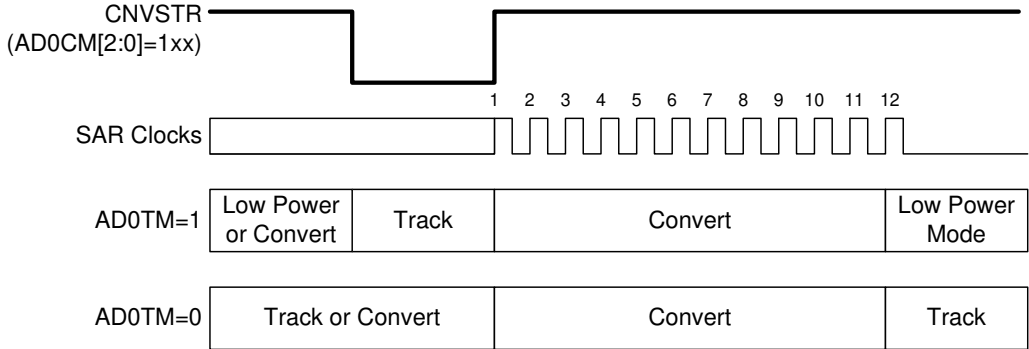 CNVSTR
(AD0CM[2:0]=1xx)
1 2 3 4 5 6 7 8 9 10 11 12
SAR Clocks
AD0TM=1
Low Power
or Convert
Track
Convert
Low Power
Mode
AD0TM=0
Track or Convert
Convert
Track